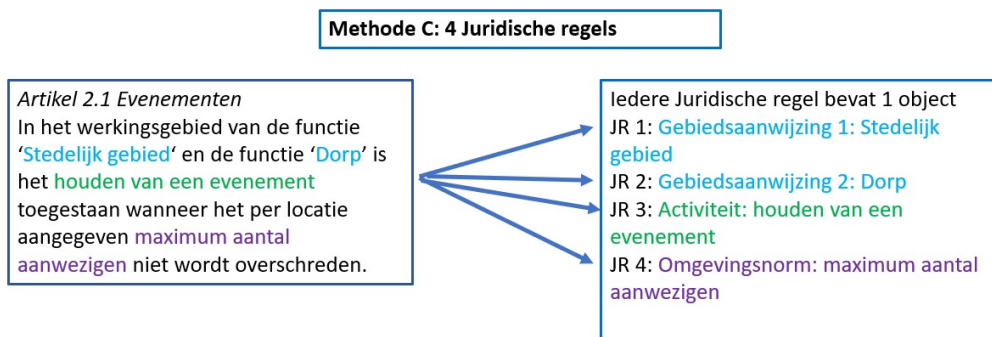 Methode C: 4 Juridische regels
Artikel 2.1 Evenementen
In het werkingsgebied van de functie
‘Stedelijk gebied‘ en de functie ‘Dorp’ is
het houden van een evenement
toegestaan wanneer het per locatie
aangegeven maximum aantal
aanwezigen niet wordt overschreden.
Iedere Juridische regel bevat 1 object
JR 1: Gebiedsaanwijzing 1: Stedelijk
gebied
JR 2: Gebiedsaanwijzing 2: Dorp
JR 3: Activiteit: houden van een
evenement
JR 4: Omgevingsnorm: maximum aantal
aanwezigen